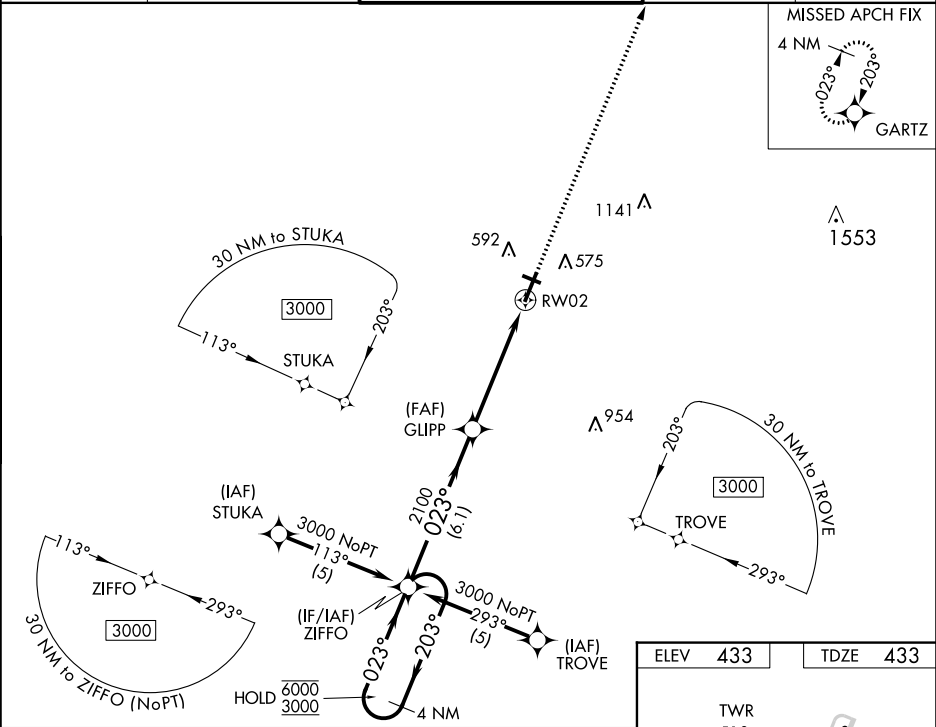 MISSED APCH FIX
4 NM
023°
203°
GARTZ
1141
1553
592
575
RW02
30 NM to STUKA
3000
113°
203°
STUKA
(FAF)
GLIPP
954
30 NM to TROVE
203°
3000
TROVE
293°
2100
023°
(6.1)
(IAF)
STUKA
3000 NoPT
113°
(5)
113°
ZIFFO
293°
3000
30 NM to ZIFFO (NoPT)
(IF/IAF)
ZIFFO
3000 NoPT
293°
(5)
(IAF)
TROVE
023°
203°
HOLD 6000
3000
4 NM
ELEV 433
TDZE 433
TWR